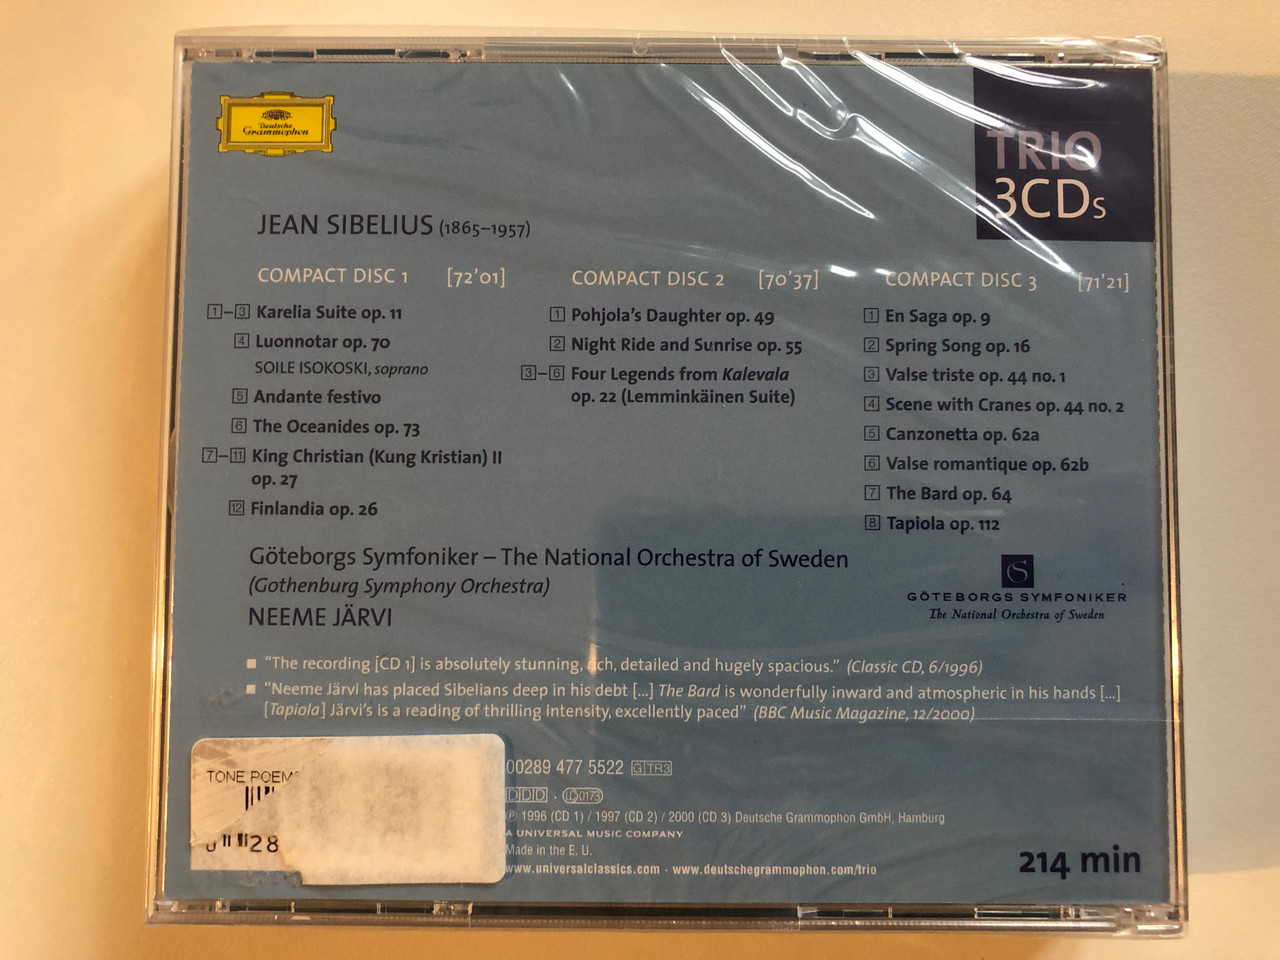 Deutsche
Grammophon
TRIO
3CDs
JEAN SIBELIUS (1865–1957)
COMPACT DISC 1 [72'01]
1–3 Karelia Suite op. 11
4 Luonnotar op. 70
SOILE ISOKOSKI, soprano
5 Andante festivo
6 The Oceanides op. 73
7–11 King Christian (Kung Kristian) II
op. 27
12 Finlandia op. 26
COMPACT DISC 2 [70'37]
1 Pohjola's Daughter op. 49
2 Night Ride and Sunrise op. 55
3–6 Four Legends from Kalevala
op. 22 (Lemminkäinen Suite)
COMPACT DISC 3 [71'21]
1 En Saga op. 9
2 Spring Song op. 16
3 Valse triste op. 44 no. 1
4 Scene with Cranes op. 44 no. 2
5 Canzonetta op. 62a
6 Valse romantique op. 62b
7 The Bard op. 64
8 Tapiola op. 112
Göteborgs Symfoniker – The National Orchestra of Sweden
(Gothenburg Symphony Orchestra)
NEEME JÄRVI
GÖTEBORGS SYMFONIKER
The National Orchestra of Sweden
■ "The recording [CD 1] is absolutely stunning, rich, detailed and hugely spacious." (Classic CD, 6/1996)
■ "Neeme Järvi has placed Sibelians deep in his debt [...] The Bard is wonderfully inward and atmospheric in his hands [...]
[Tapiola] Järvi's is a reading of thrilling intensity, excellently paced" (BBC Music Magazine, 12/2000)
TONE POEMS
28
00289 477 5522 G TR3
DDD · LC 0173
℗ 1996 (CD 1) / 1997 (CD 2) / 2000 (CD 3) Deutsche Grammophon GmbH, Hamburg
A UNIVERSAL MUSIC COMPANY
Made in the E. U.
www.universalclassics.com · www.deutschegrammophon.com/trio
214 min